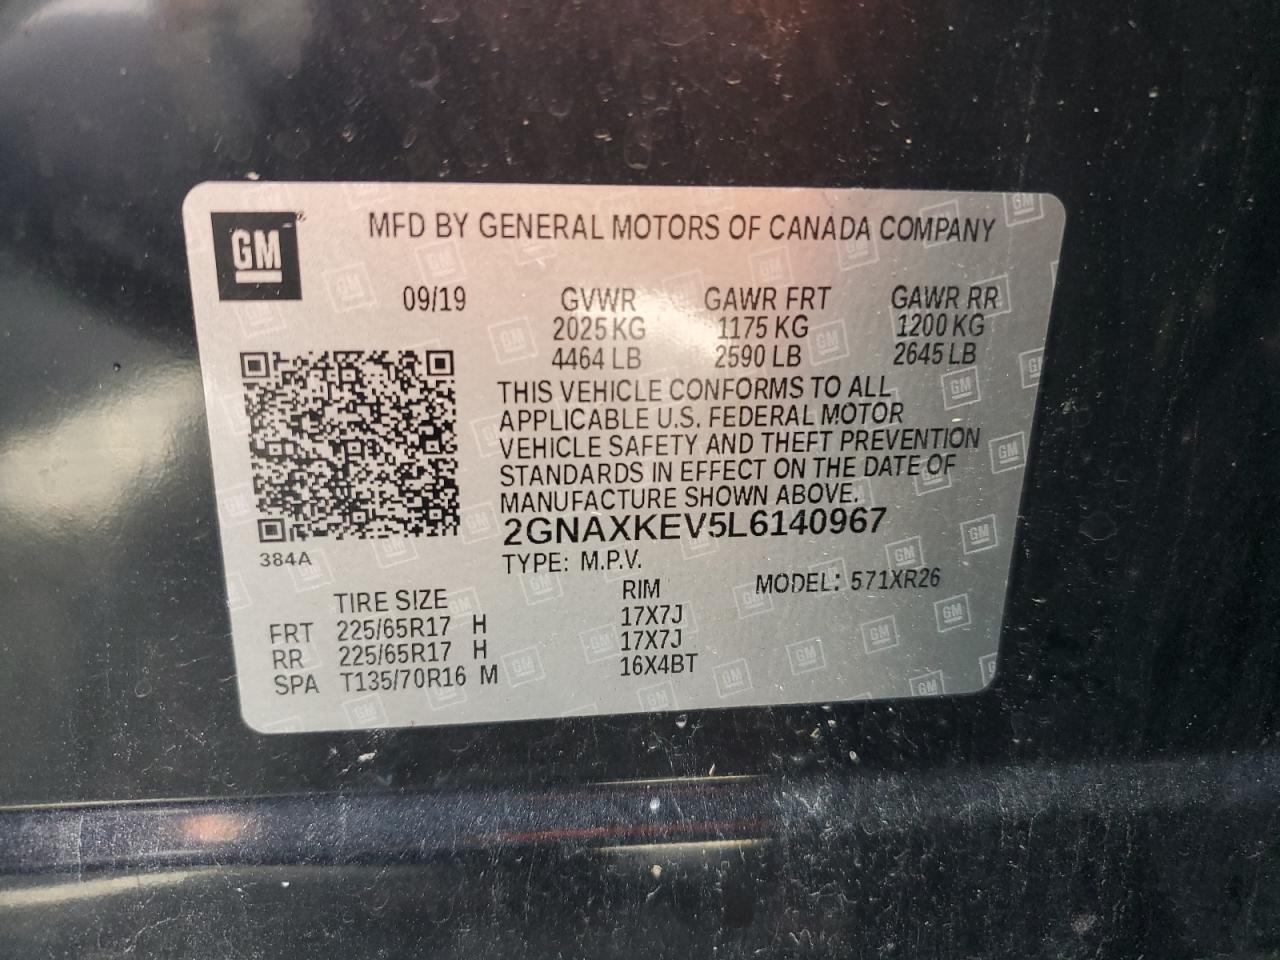 GM
MFD BY GENERAL MOTORS OF CANADA COMPANY
09/19 GVWR GAWR FRT GAWR RR
2025 KG 1175 KG 1200 KG
4464 LB 2590 LB 2645 LB
THIS VEHICLE CONFORMS TO ALL
APPLICABLE U.S. FEDERAL MOTOR
VEHICLE SAFETY AND THEFT PREVENTION
STANDARDS IN EFFECT ON THE DATE OF
MANUFACTURE SHOWN ABOVE.
2GNAXKEV5L6140967
384A
TYPE: M.P.V. MODEL: 571XR26
TIRE SIZE RIM
FRT 225/65R17 H 17X7J
RR 225/65R17 H 17X7J
SPA T135/70R16 M 16X4BT